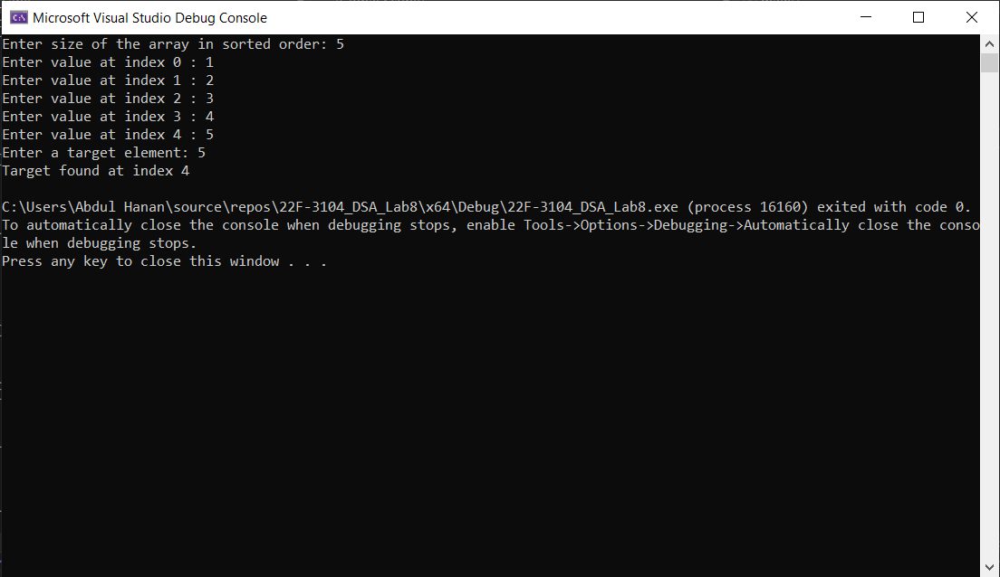 C:\ Microsoft Visual Studio Debug Console
Enter size of the array in sorted order: 5
Enter value at index 0 : 1
Enter value at index 1 : 2
Enter value at index 2 : 3
Enter value at index 3 : 4
Enter value at index 4 : 5
Enter a target element: 5
Target found at index 4
C:\Users\Abdul Hanan\source\repos\22F-3104_DSA_Lab8\x64\Debug\22F-3104_DSA_Lab8.exe (process 16160) exited with code 0.
To automatically close the console when debugging stops, enable Tools->Options->Debugging->Automatically close the conso
le when debugging stops.
Press any key to close this window . . .